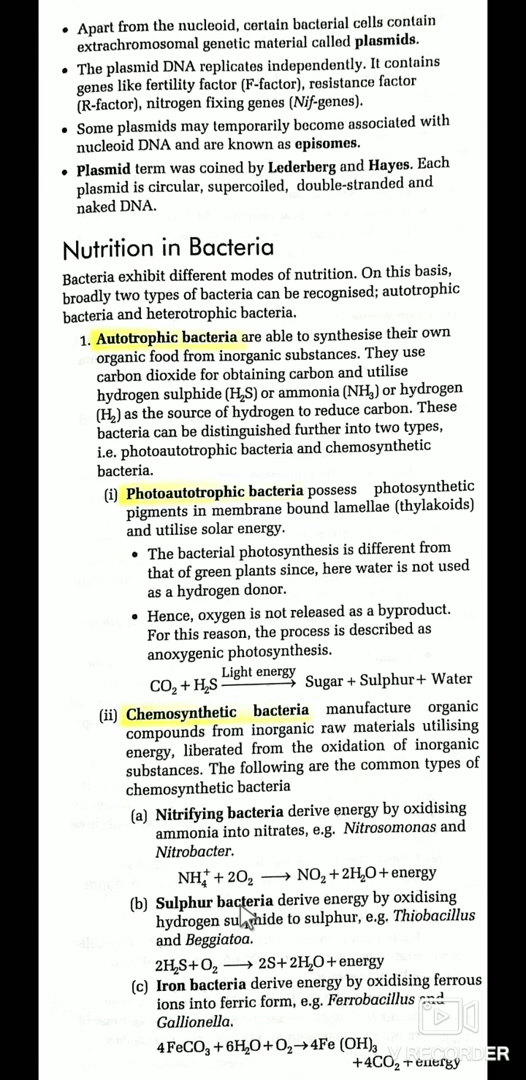 • Apart from the nucleoid, certain bacterial cells contain
extrachromosomal genetic material called plasmids.
• The plasmid DNA replicates independently. It contains
genes like fertility factor (F-factor), resistance factor
(R-factor), nitrogen fixing genes (Nif-genes).
• Some plasmids may temporarily become associated with
nucleoid DNA and are known as episomes.
• Plasmid term was coined by Lederberg and Hayes. Each
plasmid is circular, supercoiled, double-stranded and
naked DNA.
Nutrition in Bacteria
Bacteria exhibit different modes of nutrition. On this basis,
broadly two types of bacteria can be recognised; autotrophic
bacteria and heterotrophic bacteria.
1. Autotrophic bacteria are able to synthesise their own
organic food from inorganic substances. They use
carbon dioxide for obtaining carbon and utilise
hydrogen sulphide (H₂S) or ammonia (NH₃) or hydrogen
(H₂) as the source of hydrogen to reduce carbon. These
bacteria can be distinguished further into two types,
i.e. photoautotrophic bacteria and chemosynthetic
bacteria.
(i) Photoautotrophic bacteria possess photosynthetic
pigments in membrane bound lamellae (thylakoids)
and utilise solar energy.
• The bacterial photosynthesis is different from
that of green plants since, here water is not used
as a hydrogen donor.
• Hence, oxygen is not released as a byproduct.
For this reason, the process is described as
anoxygenic photosynthesis.
Light energy
CO₂ + H₂S ⟶ Sugar + Sulphur + Water
(ii) Chemosynthetic bacteria manufacture organic
compounds from inorganic raw materials utilising
energy, liberated from the oxidation of inorganic
substances. The following are the common types of
chemosynthetic bacteria
(a) Nitrifying bacteria derive energy by oxidising
ammonia into nitrates, e.g. Nitrosomonas and
Nitrobacter.
NH₄⁺ + 2O₂ ⟶ NO₂ + 2H₂O + energy
(b) Sulphur bacteria derive energy by oxidising
hydrogen sulphide to sulphur, e.g. Thiobacillus
and Beggiatoa.
2H₂S + O₂ ⟶ 2S + 2H₂O + energy
(c) Iron bacteria derive energy by oxidising ferrous
ions into ferric form, e.g. Ferrobacillus and
Gallionella.
4FeCO₃ + 6H₂O + O₂ → 4Fe (OH)₃
+4CO₂ + energy
V RECORDER